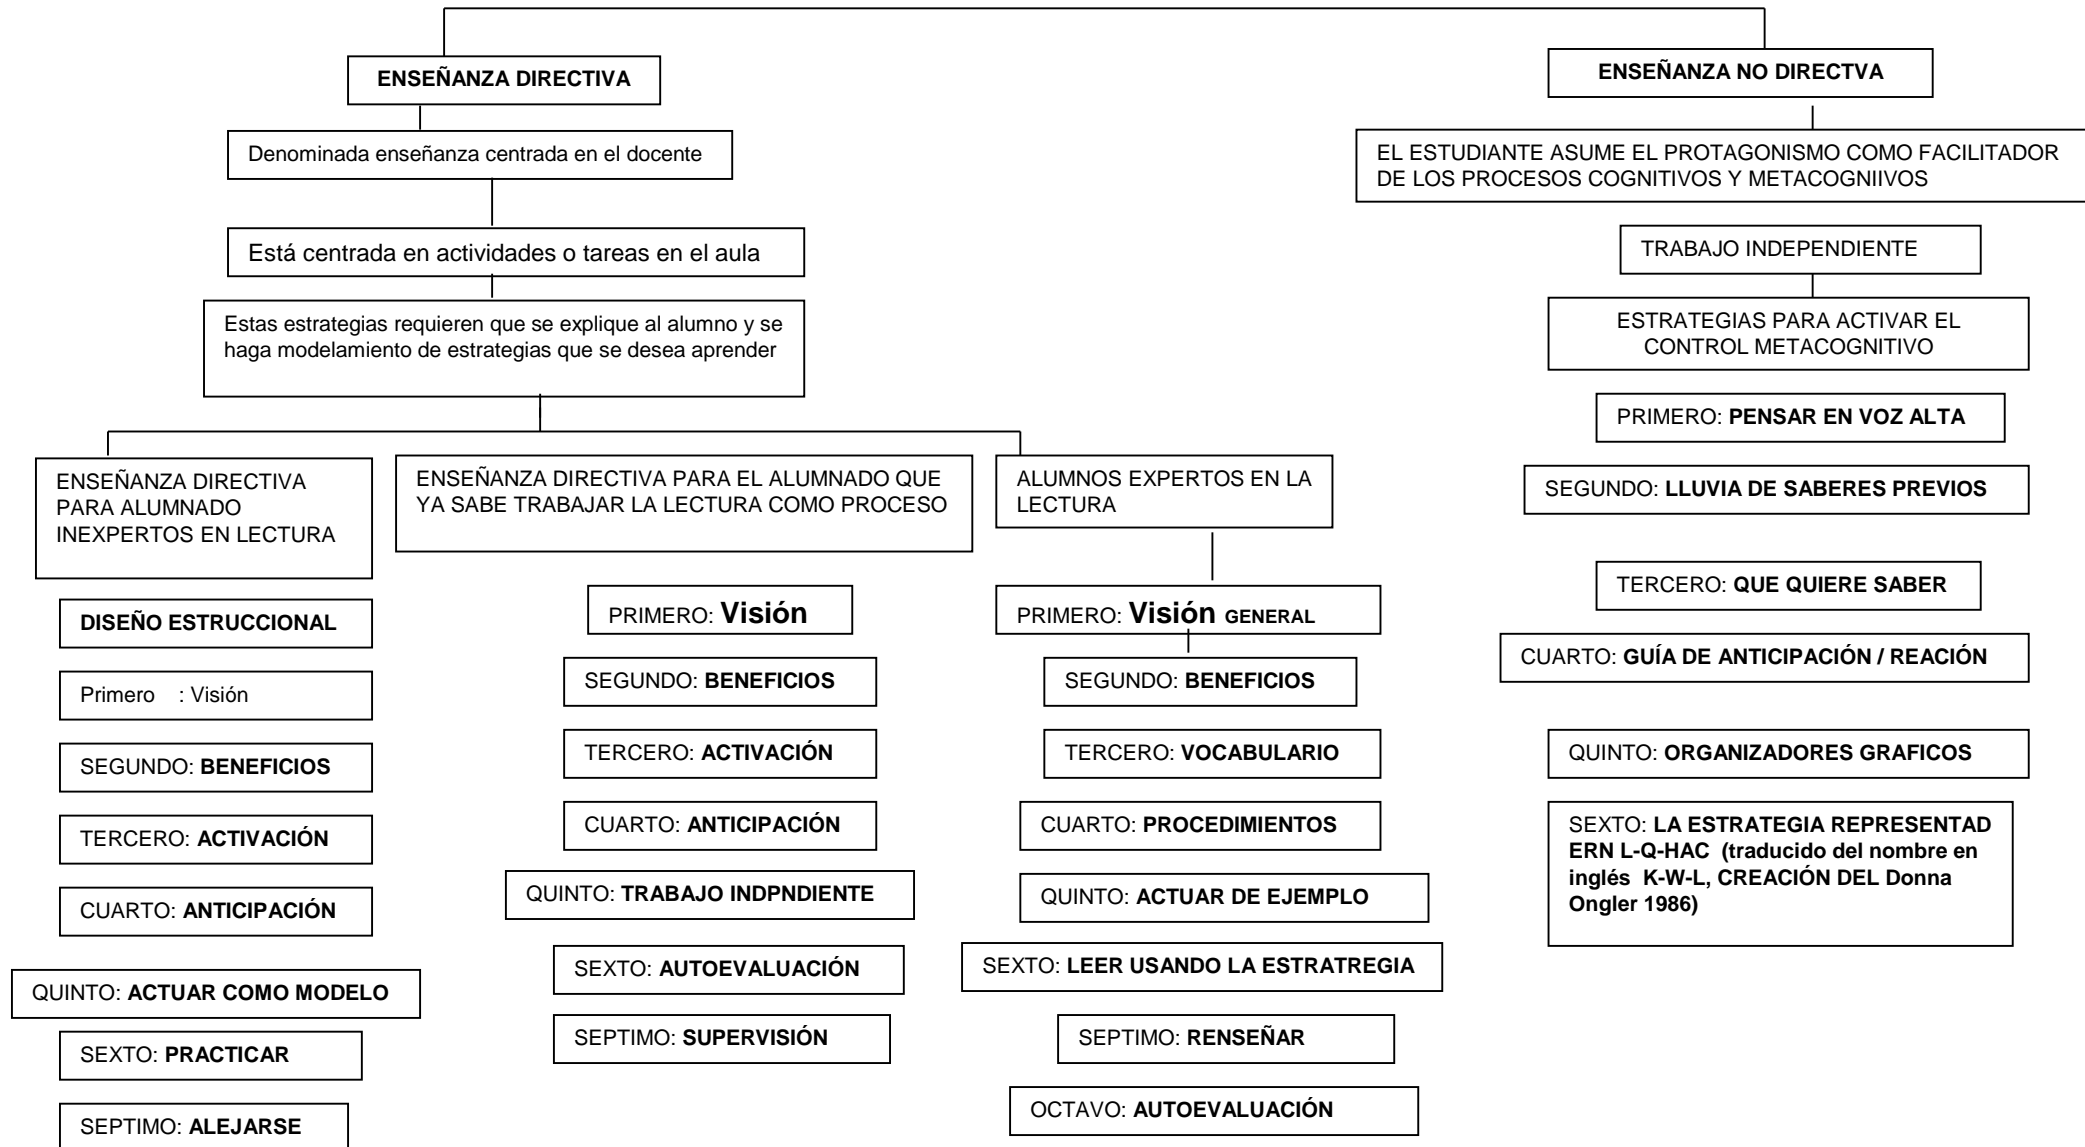 ENSEÑANZA DIRECTIVA
Denominada enseñanza centrada en el docente
Está centrada en actividades o tareas en el aula
Estas estrategias requieren que se explique al alumno y se
haga modelamiento de estrategias que se desea aprender
ENSEÑANZA DIRECTIVA
PARA ALUMNADO
INEXPERTOS EN LECTURA
DISEÑO ESTRUCCIONAL
Primero : Visión
SEGUNDO: BENEFICIOS
TERCERO: ACTIVACIÓN
CUARTO: ANTICIPACIÓN
QUINTO: ACTUAR COMO MODELO
SEXTO: PRACTICAR
SEPTIMO: ALEJARSE
ENSEÑANZA DIRECTIVA PARA EL ALUMNADO QUE
YA SABE TRABAJAR LA LECTURA COMO PROCESO
PRIMERO: Visión
SEGUNDO: BENEFICIOS
TERCERO: ACTIVACIÓN
CUARTO: ANTICIPACIÓN
QUINTO: TRABAJO INDPNDIENTE
SEXTO: AUTOEVALUACIÓN
SEPTIMO: SUPERVISIÓN
ALUMNOS EXPERTOS EN LA
LECTURA
PRIMERO: Visión GENERAL
SEGUNDO: BENEFICIOS
TERCERO: VOCABULARIO
CUARTO: PROCEDIMIENTOS
QUINTO: ACTUAR DE EJEMPLO
SEXTO: LEER USANDO LA ESTRATREGIA
SEPTIMO: RENSEÑAR
OCTAVO: AUTOEVALUACIÓN
ENSEÑANZA NO DIRECTVA
EL ESTUDIANTE ASUME EL PROTAGONISMO COMO FACILITADOR
DE LOS PROCESOS COGNITIVOS Y METACOGNIIVOS
TRABAJO INDEPENDIENTE
ESTRATEGIAS PARA ACTIVAR EL
CONTROL METACOGNITIVO
PRIMERO: PENSAR EN VOZ ALTA
SEGUNDO: LLUVIA DE SABERES PREVIOS
TERCERO: QUE QUIERE SABER
CUARTO: GUÍA DE ANTICIPACIÓN / REACIÓN
QUINTO: ORGANIZADORES GRAFICOS
SEXTO: LA ESTRATEGIA REPRESENTAD
ERN L-Q-HAC (traducido del nombre en
inglés K-W-L, CREACIÓN DEL Donna
Ongler 1986)